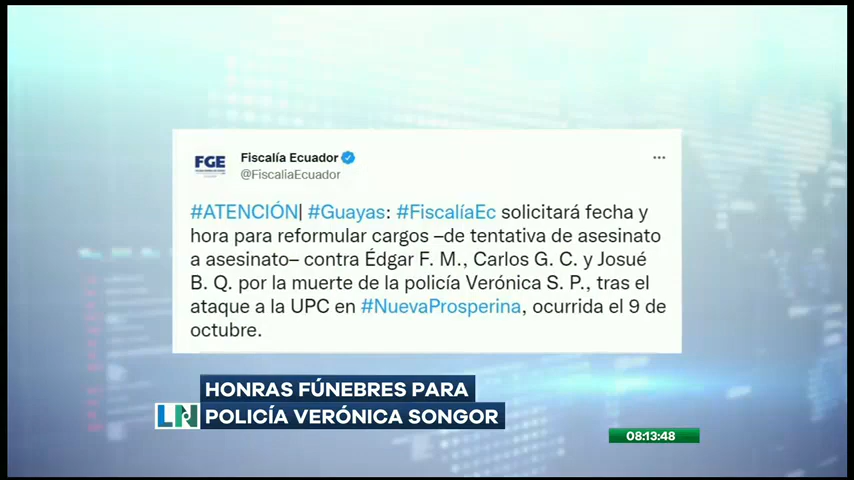 FGE
Fiscalía Ecuador
@FiscaliaEcuador
#ATENCIÓN| #Guayas: #FiscalíaEc solicitará fecha y
hora para reformular cargos –de tentativa de asesinato
a asesinato– contra Édgar F. M., Carlos G. C. y Josué
B. Q. por la muerte de la policía Verónica S. P., tras el
ataque a la UPC en #NuevaProsperina, ocurrida el 9 de
octubre.
HONRAS FÚNEBRES PARA
LN POLICÍA VERÓNICA SONGOR
08:13:48